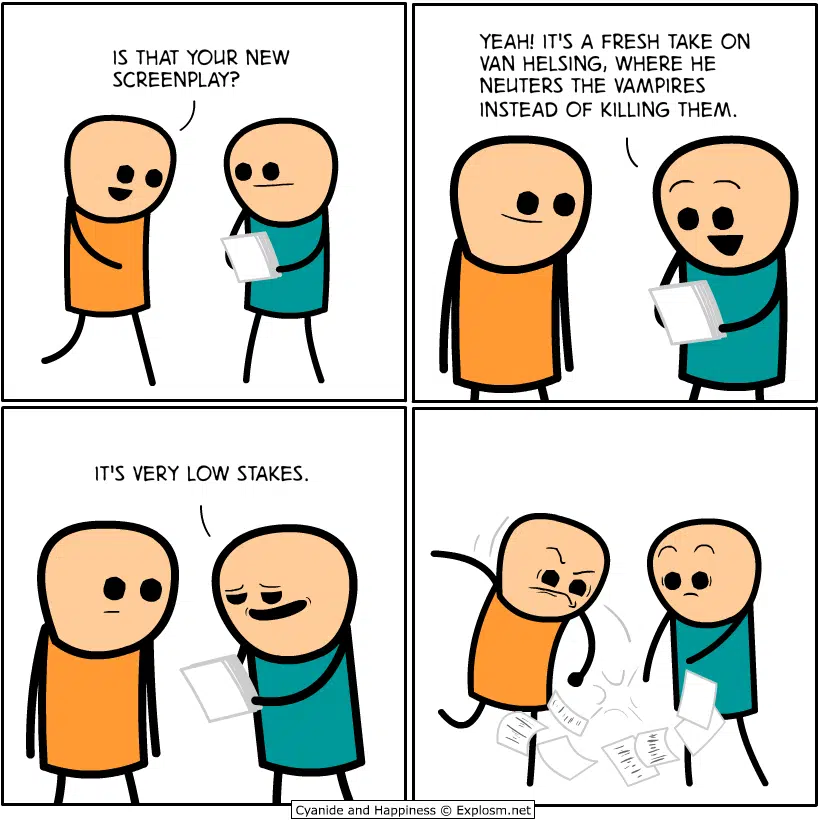 IS THAT YOUR NEW
SCREENPLAY?
YEAH! IT'S A FRESH TAKE ON
VAN HELSING, WHERE HE
NEUTERS THE VAMPIRES
INSTEAD OF KILLING THEM.
IT'S VERY LOW STAKES.
Cyanide and Happiness © Explosm.net